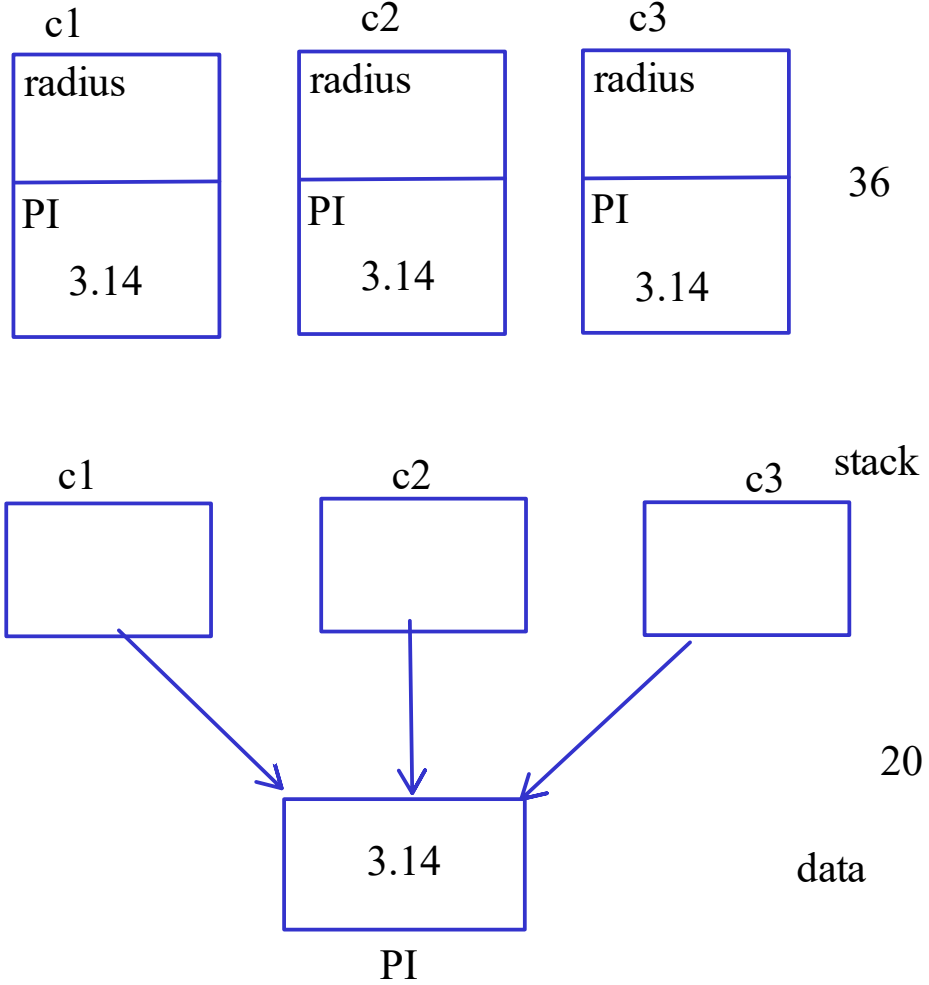 c1 c2 c3
radius radius radius
36
PI PI PI
3.14 3.14 3.14
stack
c1 c2 c3
20
3.14
data
PI